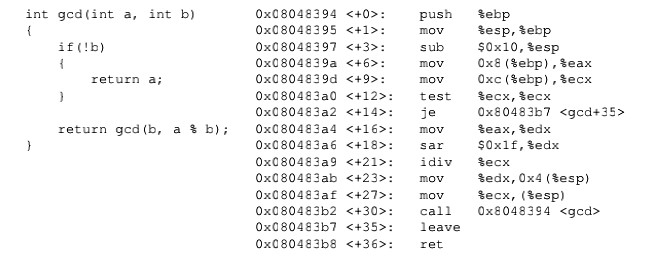 int gcd(int a, int b) 0x08048394 <+0>: push %ebp
{ 0x08048395 <+1>: mov %esp,%ebp
if(!b) 0x08048397 <+3>: sub $0x10,%esp
{ 0x0804839a <+6>: mov 0x8(%ebp),%eax
return a; 0x0804839d <+9>: mov 0xc(%ebp),%ecx
} 0x080483a0 <+12>: test %ecx,%ecx
0x080483a2 <+14>: je 0x80483b7 <gcd+35>
return gcd(b, a % b); 0x080483a4 <+16>: mov %eax,%edx
} 0x080483a6 <+18>: sar $0x1f,%edx
0x080483a9 <+21>: idiv %ecx
0x080483ab <+23>: mov %edx,0x4(%esp)
0x080483af <+27>: mov %ecx,(%esp)
0x080483b2 <+30>: call 0x8048394 <gcd>
0x080483b7 <+35>: leave
0x080483b8 <+36>: ret